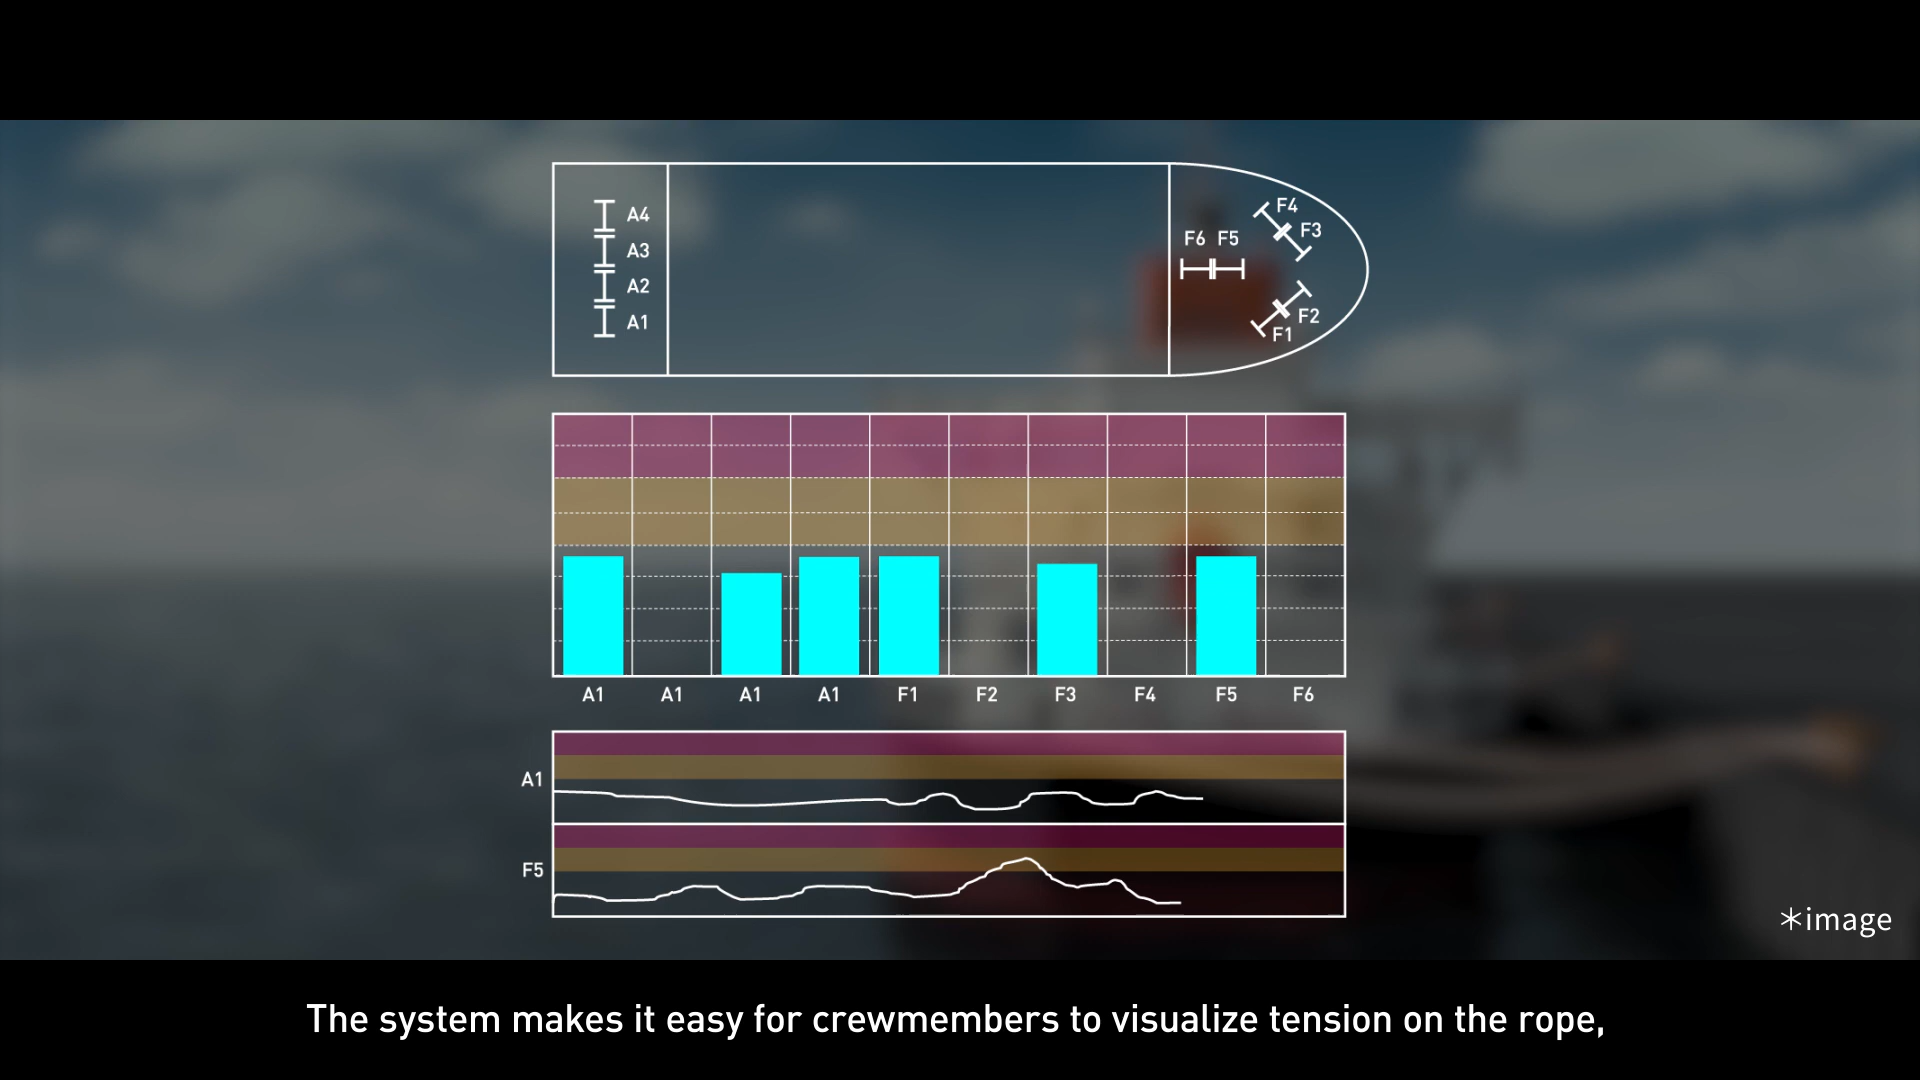 A4
A3
A2
A1
F4
F3
F6 F5
F2
F1
A1 A1 A1 A1 F1 F2 F3 F4 F5 F6
A1
F5
*image
The system makes it easy for crewmembers to visualize tension on the rope,